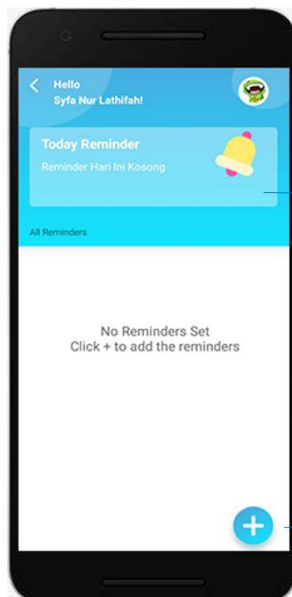 Hello
Syfa Nur Lathifah!
Today Reminder
Reminder Hari Ini Kosong
All Reminders
No Reminders Set
Click + to add the reminders